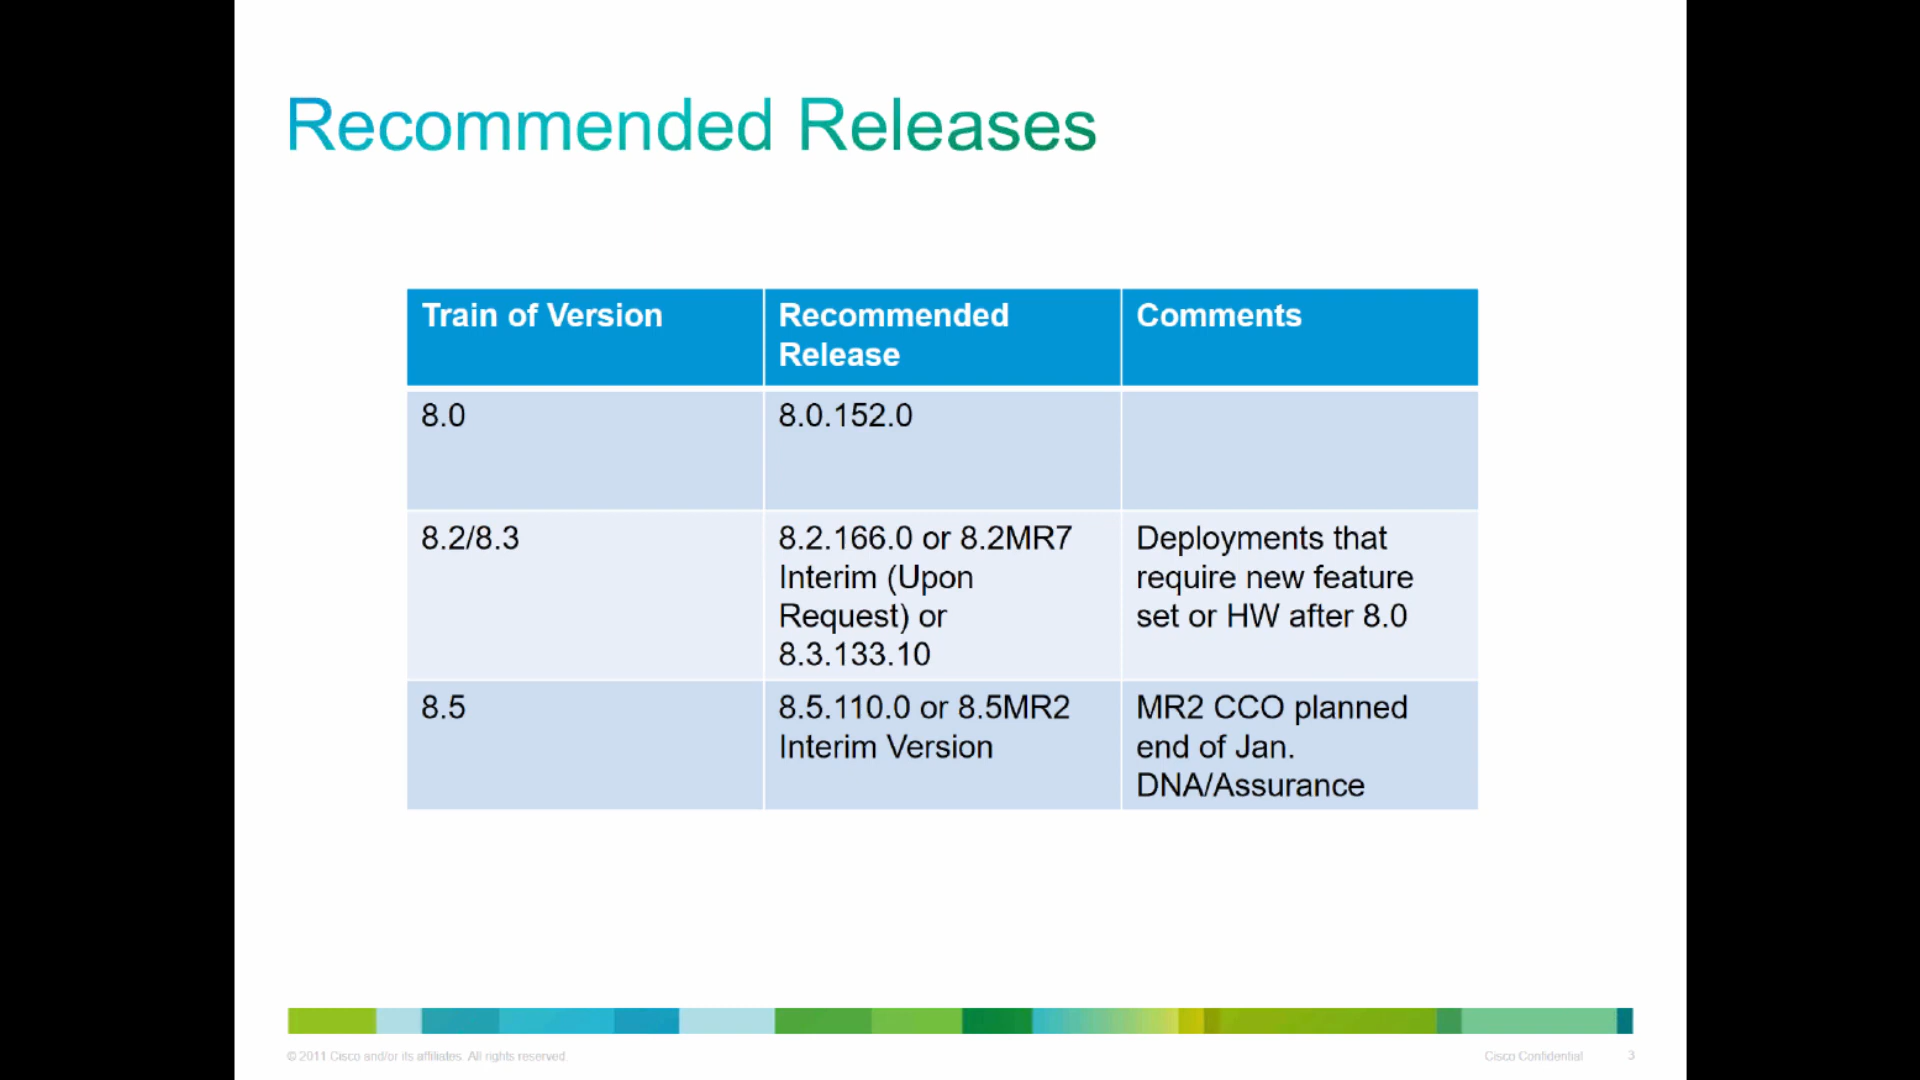 Recommended Releases
Train of Version
Recommended
Release
Comments
8.0
8.0.152.0
8.2/8.3
8.2.166.0 or 8.2MR7
Interim (Upon
Request) or
8.3.133.10
Deployments that
require new feature
set or HW after 8.0
8.5
8.5.110.0 or 8.5MR2
Interim Version
MR2 CCO planned
end of Jan.
DNA/Assurance
© 2011 Cisco and/or its affiliates. All rights reserved.
Cisco Confidential
3